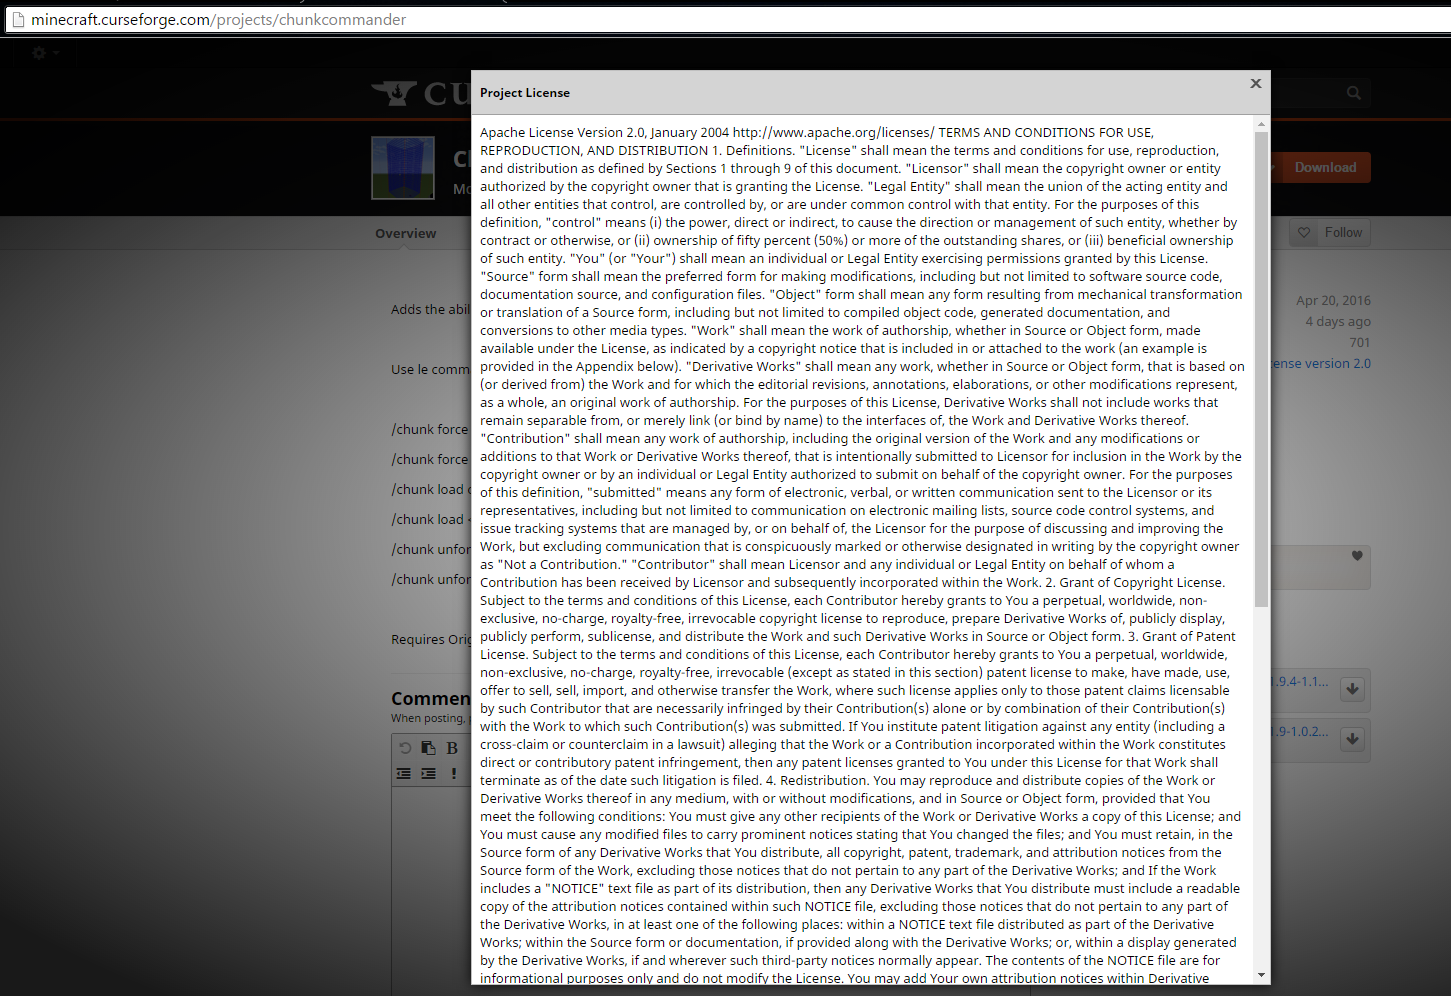 minecraft.curseforge.com/projects/chunkcommander
CU
Project License
Download
Overview
Follow
Adds the abil
Use le comm
/chunk force
/chunk force
/chunk load
/chunk load
/chunk unfor
/chunk unfor
Requires Orig
Commen
When posting,
B
Apache License Version 2.0, January 2004 http://www.apache.org/licenses/ TERMS AND CONDITIONS FOR USE,
REPRODUCTION, AND DISTRIBUTION 1. Definitions. "License" shall mean the terms and conditions for use, reproduction,
and distribution as defined by Sections 1 through 9 of this document. "Licensor" shall mean the copyright owner or entity
authorized by the copyright owner that is granting the License. "Legal Entity" shall mean the union of the acting entity and
all other entities that control, are controlled by, or are under common control with that entity. For the purposes of this
definition, "control" means (i) the power, direct or indirect, to cause the direction or management of such entity, whether by
contract or otherwise, or (ii) ownership of fifty percent (50%) or more of the outstanding shares, or (iii) beneficial ownership
of such entity. "You" (or "Your") shall mean an individual or Legal Entity exercising permissions granted by this License.
"Source" form shall mean the preferred form for making modifications, including but not limited to software source code,
documentation source, and configuration files. "Object" form shall mean any form resulting from mechanical transformation
or translation of a Source form, including but not limited to compiled object code, generated documentation, and
conversions to other media types. "Work" shall mean the work of authorship, whether in Source or Object form, made
available under the License, as indicated by a copyright notice that is included in or attached to the work (an example is
provided in the Appendix below). "Derivative Works" shall mean any work, whether in Source or Object form, that is based on
(or derived from) the Work and for which the editorial revisions, annotations, elaborations, or other modifications represent,
as a whole, an original work of authorship. For the purposes of this License, Derivative Works shall not include works that
remain separable from, or merely link (or bind by name) to the interfaces of, the Work and Derivative Works thereof.
"Contribution" shall mean any work of authorship, including the original version of the Work and any modifications or
additions to that Work or Derivative Works thereof, that is intentionally submitted to Licensor for inclusion in the Work by the
copyright owner or by an individual or Legal Entity authorized to submit on behalf of the copyright owner. For the purposes
of this definition, "submitted" means any form of electronic, verbal, or written communication sent to the Licensor or its
representatives, including but not limited to communication on electronic mailing lists, source code control systems, and
issue tracking systems that are managed by, or on behalf of, the Licensor for the purpose of discussing and improving the
Work, but excluding communication that is conspicuously marked or otherwise designated in writing by the copyright owner
as "Not a Contribution." "Contributor" shall mean Licensor and any individual or Legal Entity on behalf of whom a
Contribution has been received by Licensor and subsequently incorporated within the Work. 2. Grant of Copyright License.
Subject to the terms and conditions of this License, each Contributor hereby grants to You a perpetual, worldwide, non-
exclusive, no-charge, royalty-free, irrevocable copyright license to reproduce, prepare Derivative Works of, publicly display,
publicly perform, sublicense, and distribute the Work and such Derivative Works in Source or Object form. 3. Grant of Patent
License. Subject to the terms and conditions of this License, each Contributor hereby grants to You a perpetual, worldwide,
non-exclusive, no-charge, royalty-free, irrevocable (except as stated in this section) patent license to make, have made, use,
offer to sell, sell, import, and otherwise transfer the Work, where such license applies only to those patent claims licensable
by such Contributor that are necessarily infringed by their Contribution(s) alone or by combination of their Contribution(s)
with the Work to which such Contribution(s) was submitted. If You institute patent litigation against any entity (including a
cross-claim or counterclaim in a lawsuit) alleging that the Work or a Contribution incorporated within the Work constitutes
direct or contributory patent infringement, then any patent licenses granted to You under this License for that Work shall
terminate as of the date such litigation is filed. 4. Redistribution. You may reproduce and distribute copies of the Work or
Derivative Works thereof in any medium, with or without modifications, and in Source or Object form, provided that You
meet the following conditions: You must give any other recipients of the Work or Derivative Works a copy of this License; and
You must cause any modified files to carry prominent notices stating that You changed the files; and You must retain, in the
Source form of any Derivative Works that You distribute, all copyright, patent, trademark, and attribution notices from the
Source form of the Work, excluding those notices that do not pertain to any part of the Derivative Works; and If the Work
includes a "NOTICE" text file as part of its distribution, then any Derivative Works that You distribute must include a readable
copy of the attribution notices contained within such NOTICE file, excluding those notices that do not pertain to any part of
the Derivative Works, in at least one of the following places: within a NOTICE text file distributed as part of the Derivative
Works; within the Source form or documentation, if provided along with the Derivative Works; or, within a display generated
by the Derivative Works, if and wherever such third-party notices normally appear. The contents of the NOTICE file are for
informational purposes only and do not modify the License. You may add Your own attribution notices within Derivative
Apr 20, 2016
4 days ago
701
ense version 2.0
1.9.4-1.1...
1.9-1.0.2...